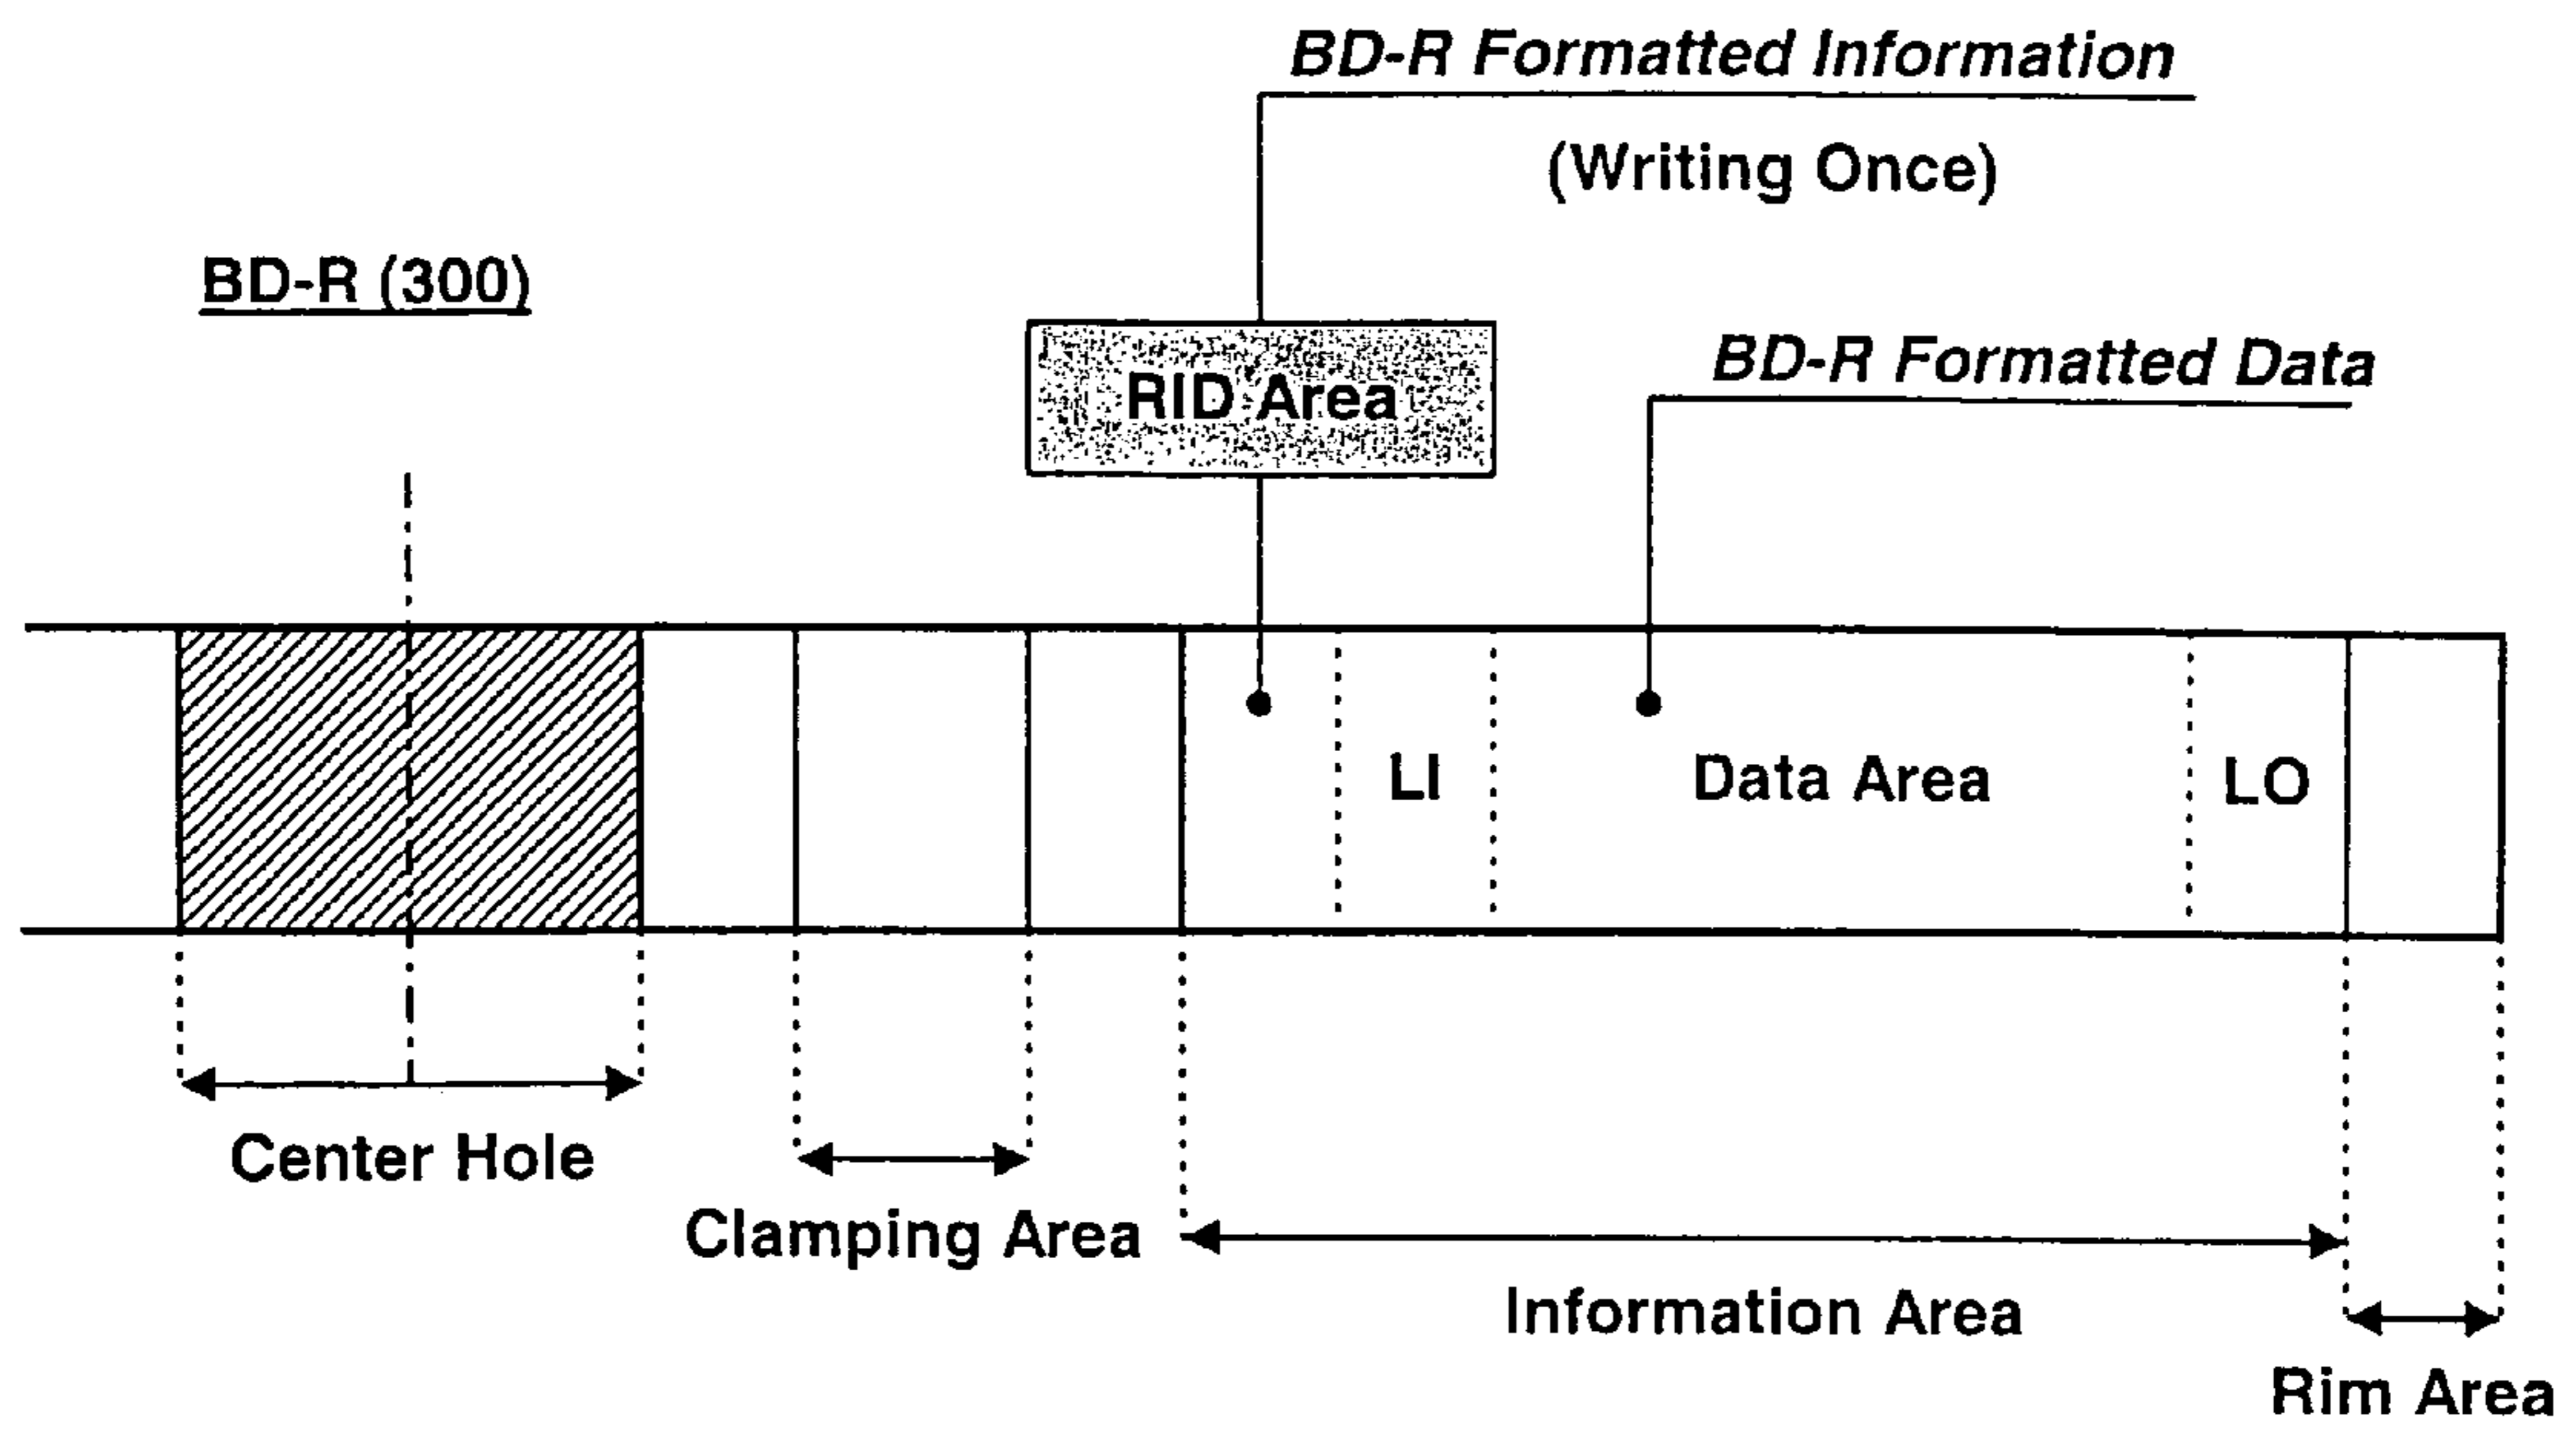 BD-R Formatted Information
(Writing Once)
BD-R (300)
BD-R Formatted Data
RID Area
LI
Data Area
LO
Center Hole
Clamping Area
Information Area
Rim Area